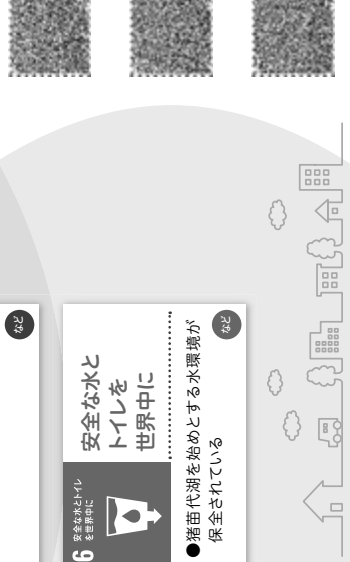 6 安全な水とトイレ
を世界中に
安全な水と
トイレを
世界中に
●猪苗代湖を始めとする水環境が
保全されている
など
など